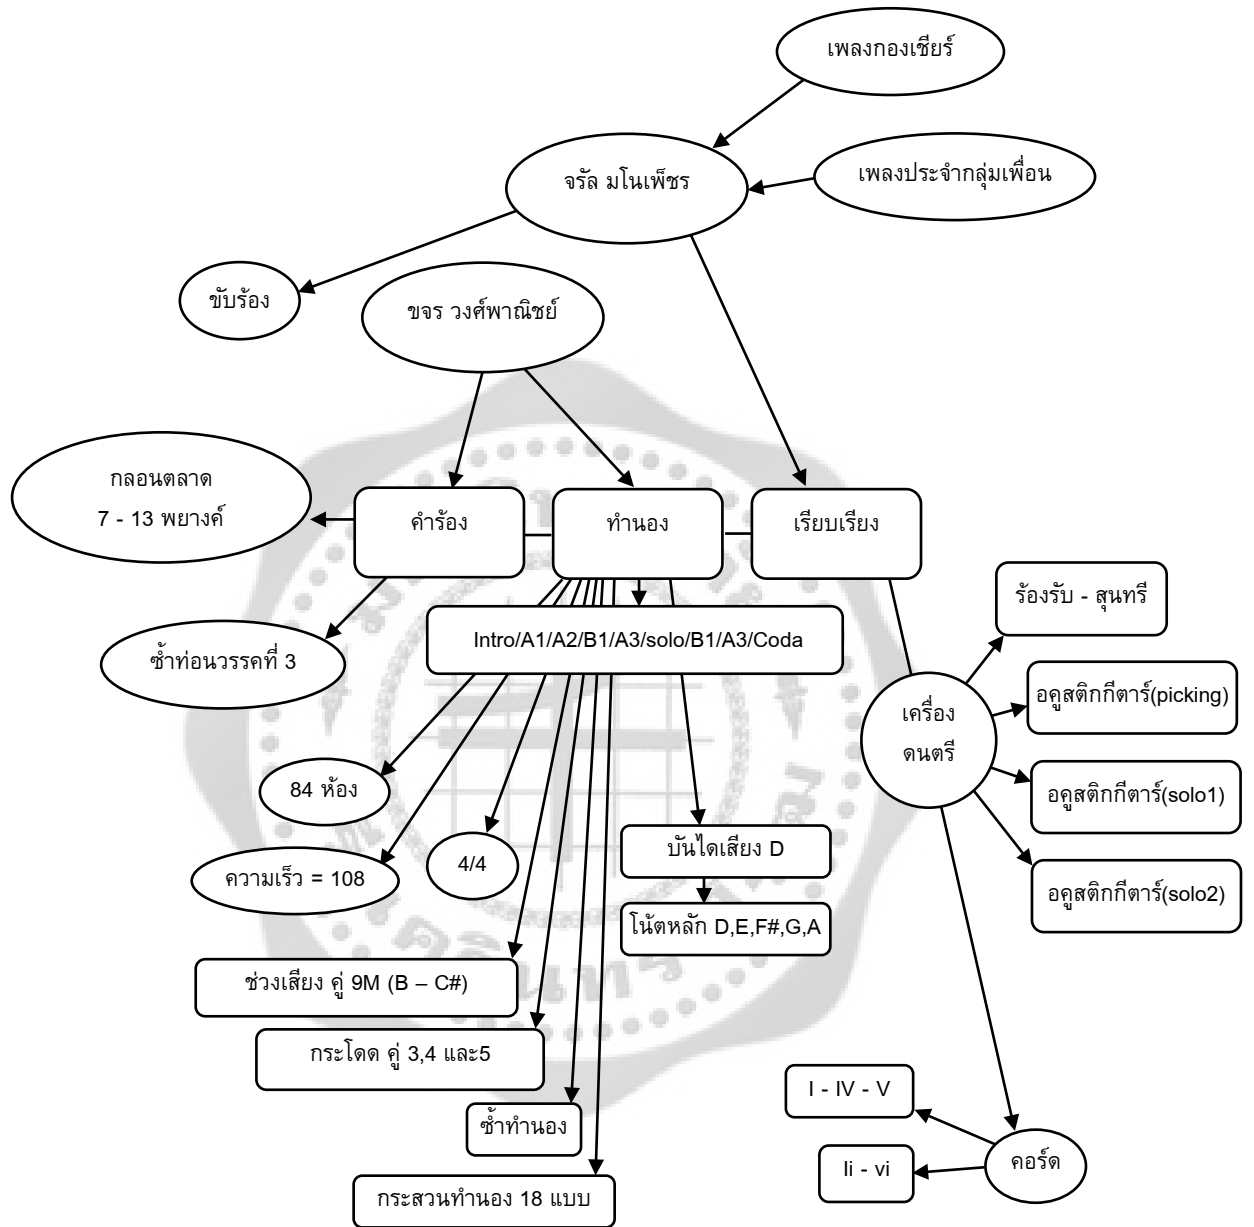 เพลงกองเชียร์
จรัล มโนเพ็ชร
เพลงประจำกลุ่มเพื่อน
ขับร้อง
ขจร วงศ์พาณิชย์
กลอนตลาด
7 - 13 พยางค์
คำร้อง
ทำนอง
เรียบเรียง
ร้องรับ - สุนทรี
Intro/A1/A2/B1/A3/solo/B1/A3/Coda
ซ้ำท่อนวรรคที่ 3
อคูสติกกีตาร์(picking)
เครื่อง
ดนตรี
84 ห้อง
อคูสติกกีตาร์(solo1)
บันไดเสียง D
4/4
ความเร็ว = 108
อคูสติกกีตาร์(solo2)
โน้ตหลัก D,E,F#,G,A
ช่วงเสียง คู่ 9M (B – C#)
กระโดด คู่ 3,4 และ5
I - IV - V
ซ้ำทำนอง
Ii - vi
คอร์ด
กระสวนทำนอง 18 แบบ